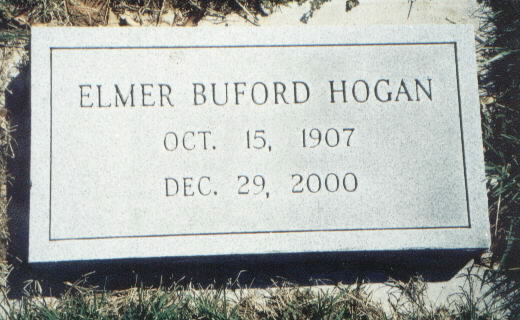 ELMER BUFORD HOGAN
OCT. 15, 1907
DEC. 29, 2000